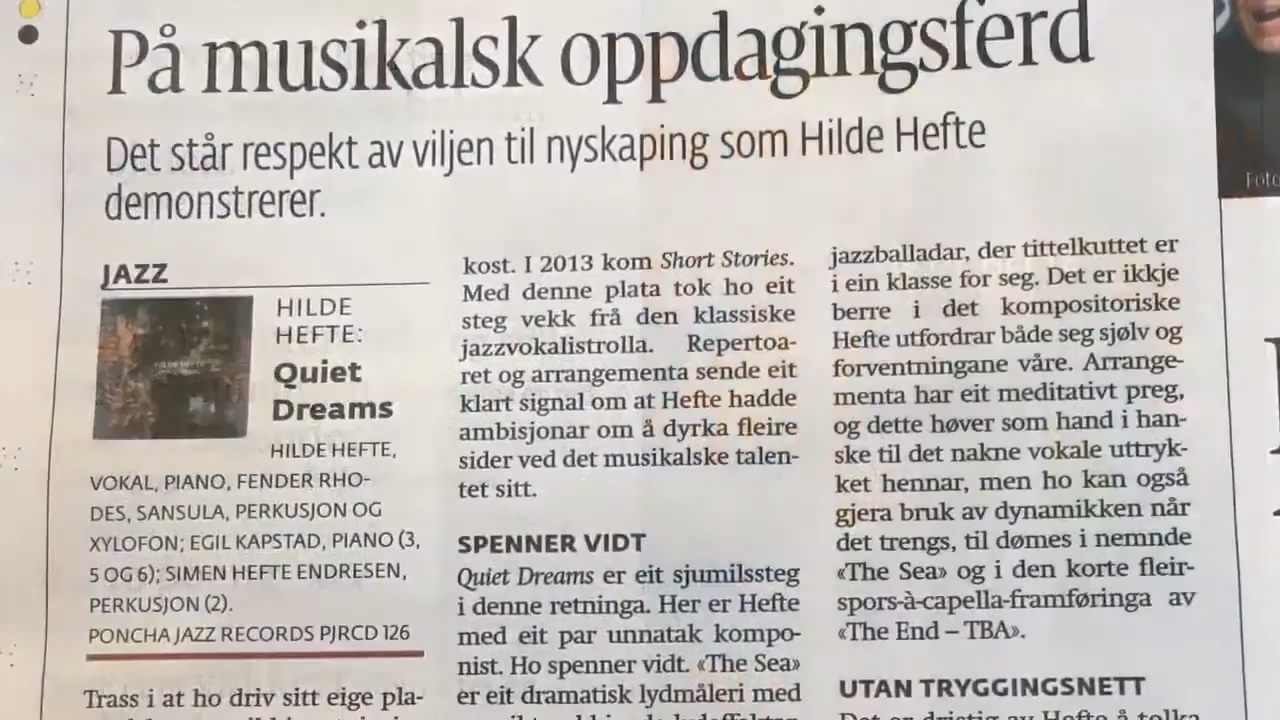 På musikalsk oppdagingsferd
Det står respekt av viljen til nyskaping som Hilde Hefte
demonstrerer.
JAZZ
HILDE
HEFTE:
Quiet
Dreams
HILDE HEFTE,
VOKAL, PIANO, FENDER RHO-
DES, SANSULA, PERKUSJON OG
XYLOFON; EGIL KAPSTAD, PIANO (3,
5 OG 6); SIMEN HEFTE ENDRESEN,
PERKUSJON (2).
PONCHA JAZZ RECORDS PJRCD 126
Trass i at ho driv sitt eige pla-
kost. I 2013 kom Short Stories.
Med denne plata tok ho eit
steg vekk frå den klassiske
jazzvokalistrolla. Repertoa-
ret og arrangementa sende eit
klart signal om at Hefte hadde
ambisjonar om å dyrka fleire
sider ved det musikalske talen-
tet sitt.
SPENNER VIDT
Quiet Dreams er eit sjumilssteg
i denne retninga. Her er Hefte
med eit par unnatak kompo-
nist. Ho spenner vidt. «The Sea»
er eit dramatisk lydmåleri med
jazzballadar, der tittelkuttet er
i ein klasse for seg. Det er ikkje
berre i det kompositoriske
Hefte utfordrar både seg sjølv og
forventningane våre. Arrange-
menta har eit meditativt preg,
og dette høver som hand i han-
ske til det nakne vokale uttryk-
ket hennar, men ho kan også
gjera bruk av dynamikken når
det trengs, til dømes i nemnde
«The Sea» og i den korte fleir-
spors-à-capella-framføringa av
«The End – TBA».
UTAN TRYGGINGSNETT
Det er dristig av Hefte å tolka
Foto